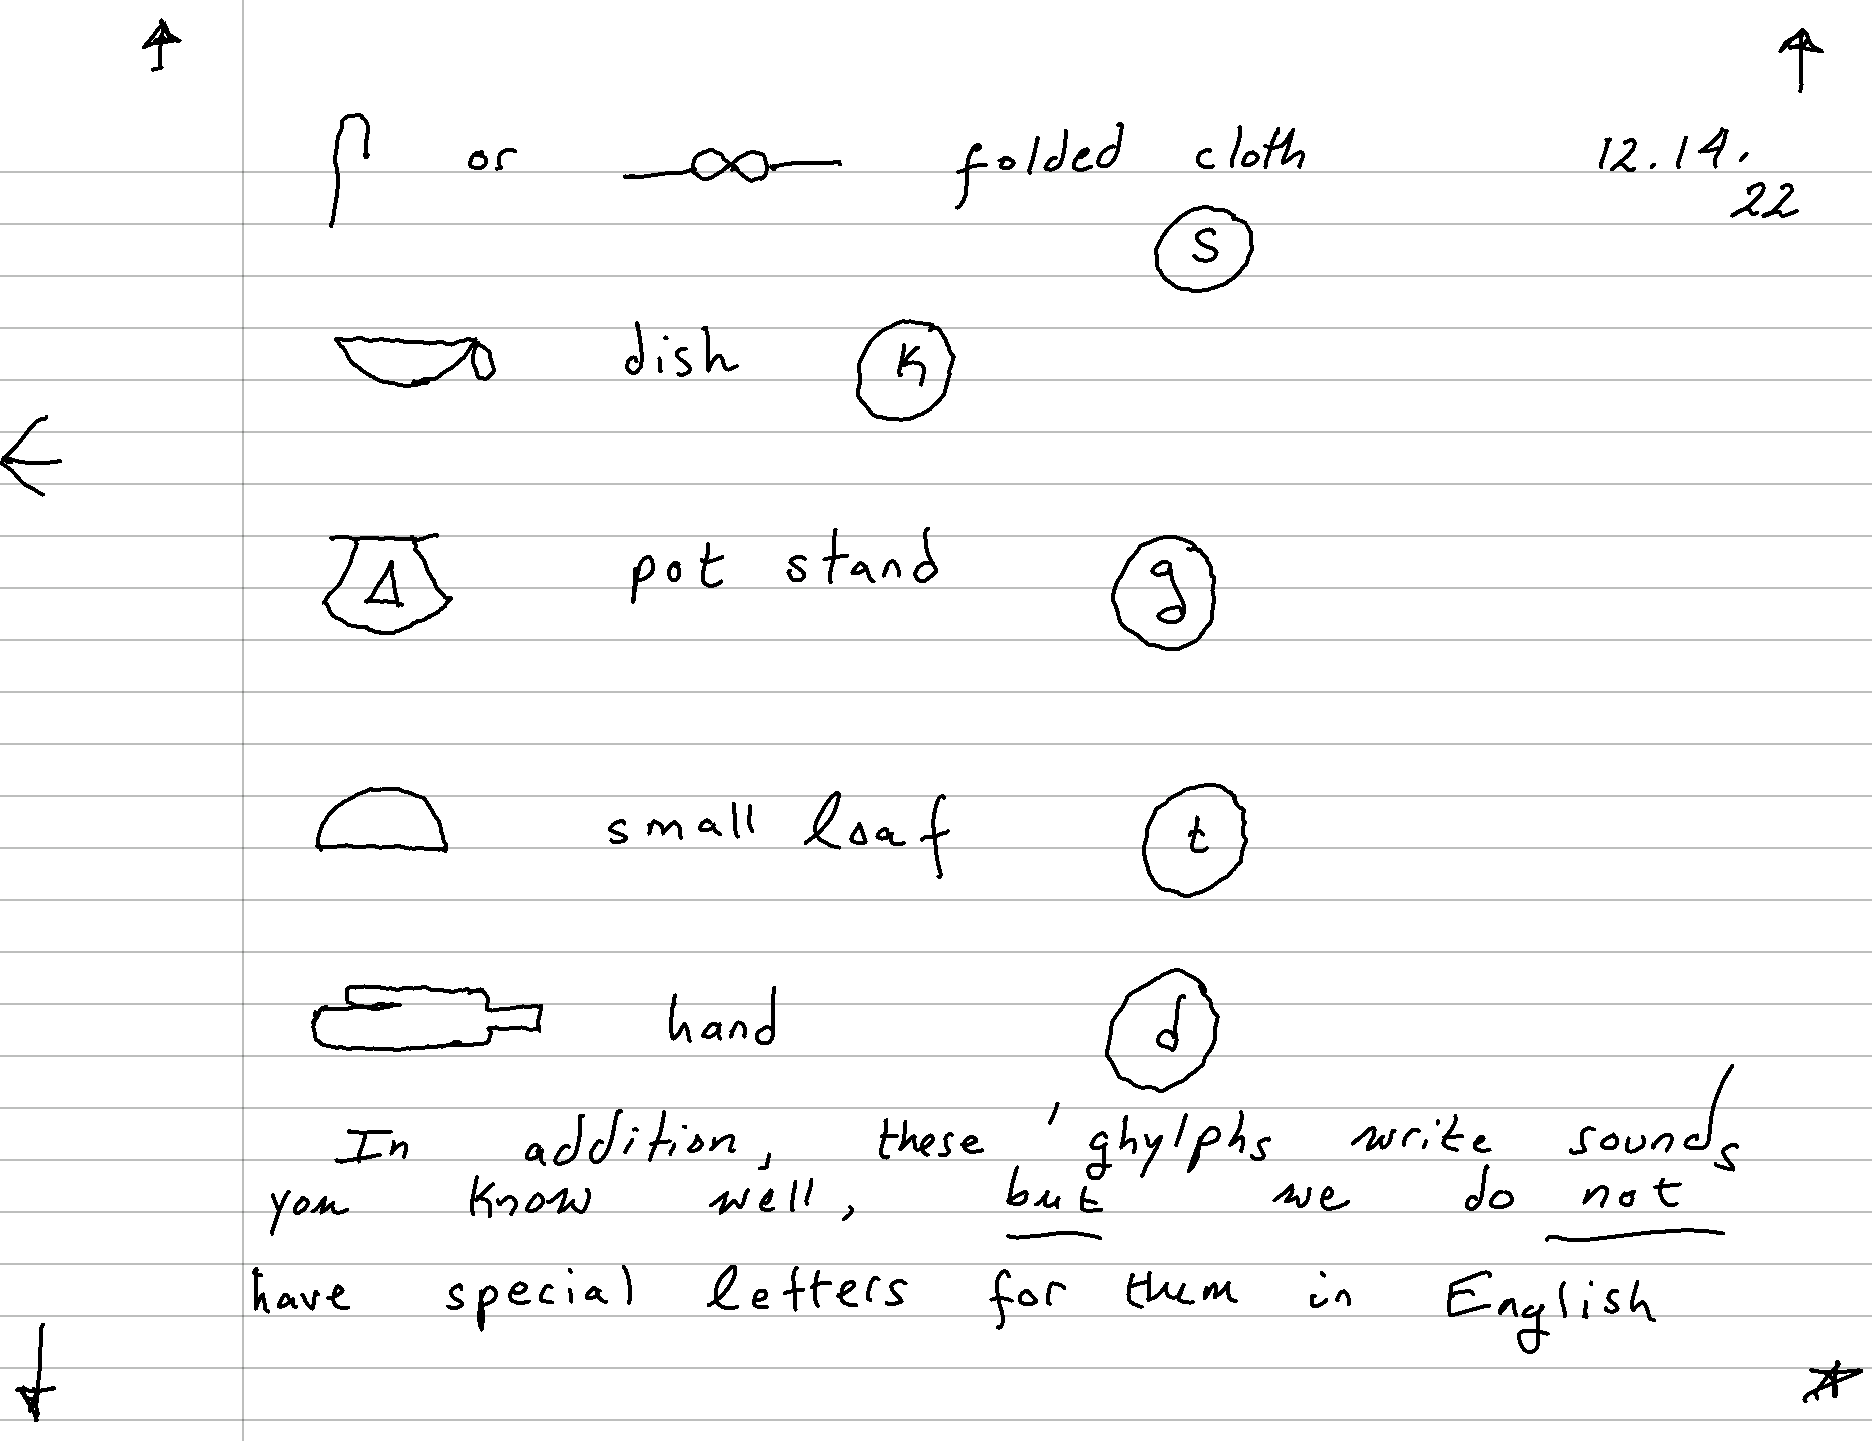 or folded cloth 12.14.
22
s
dish k
pot stand g
small loaf t
hand d
In addition, these 'ghylphs write sounds
you know well, but we do not
have special letters for them in English